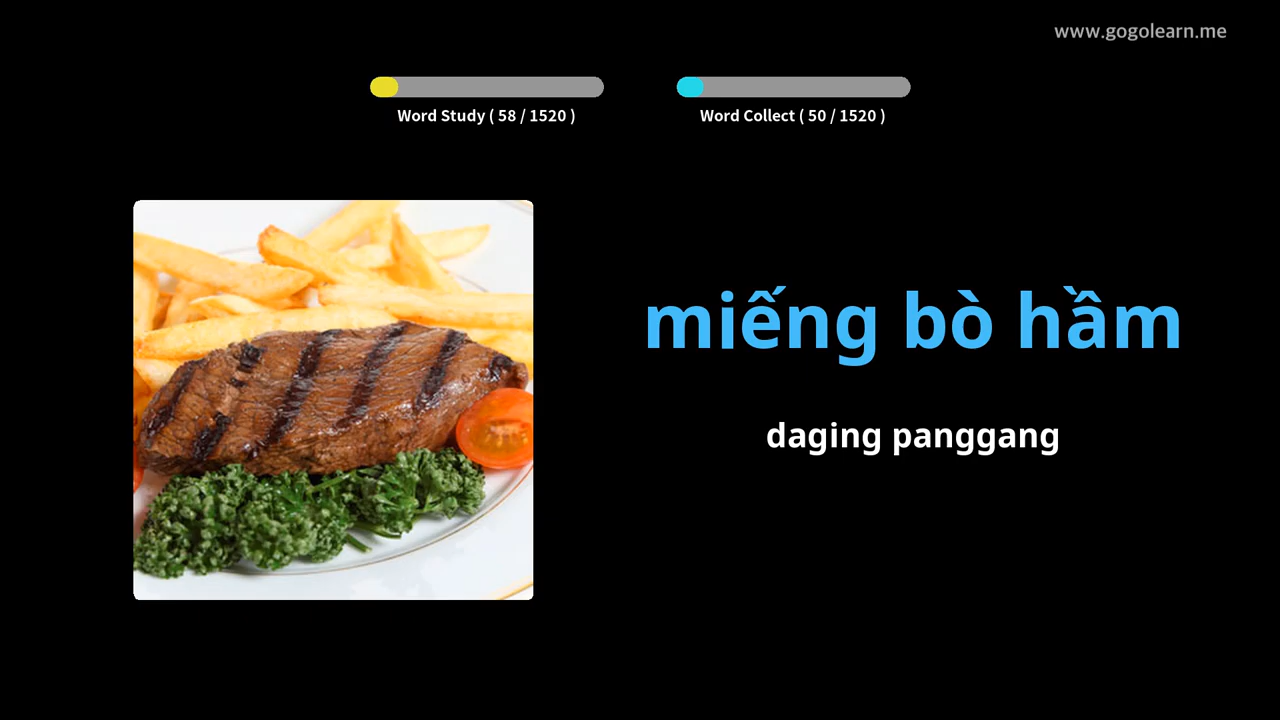 www.gogolearn.me
Word Study ( 58 / 1520 )
Word Collect ( 50 / 1520 )
miếng bò hầm
daging panggang